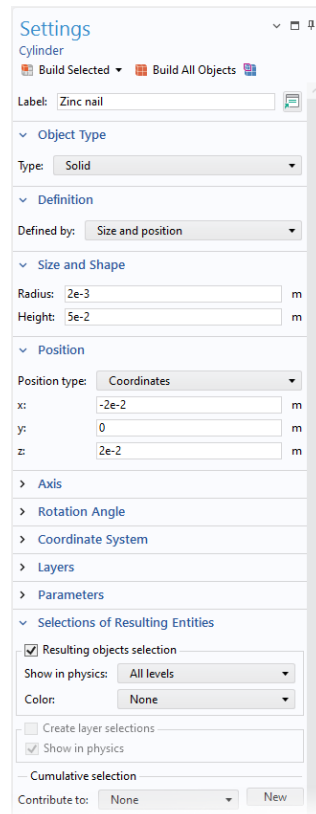 Settings
Cylinder
Build Selected Build All Objects
Label: Zinc nail
Object Type
Type: Solid
Definition
Defined by: Size and position
Size and Shape
Radius: 2e-3 m
Height: 5e-2 m
Position
Position type: Coordinates
x: -2e-2 m
y: 0 m
z: 2e-2 m
Axis
Rotation Angle
Coordinate System
Layers
Parameters
Selections of Resulting Entities
Resulting objects selection
Show in physics: All levels
Color: None
Create layer selections
Show in physics
Cumulative selection
Contribute to: None New